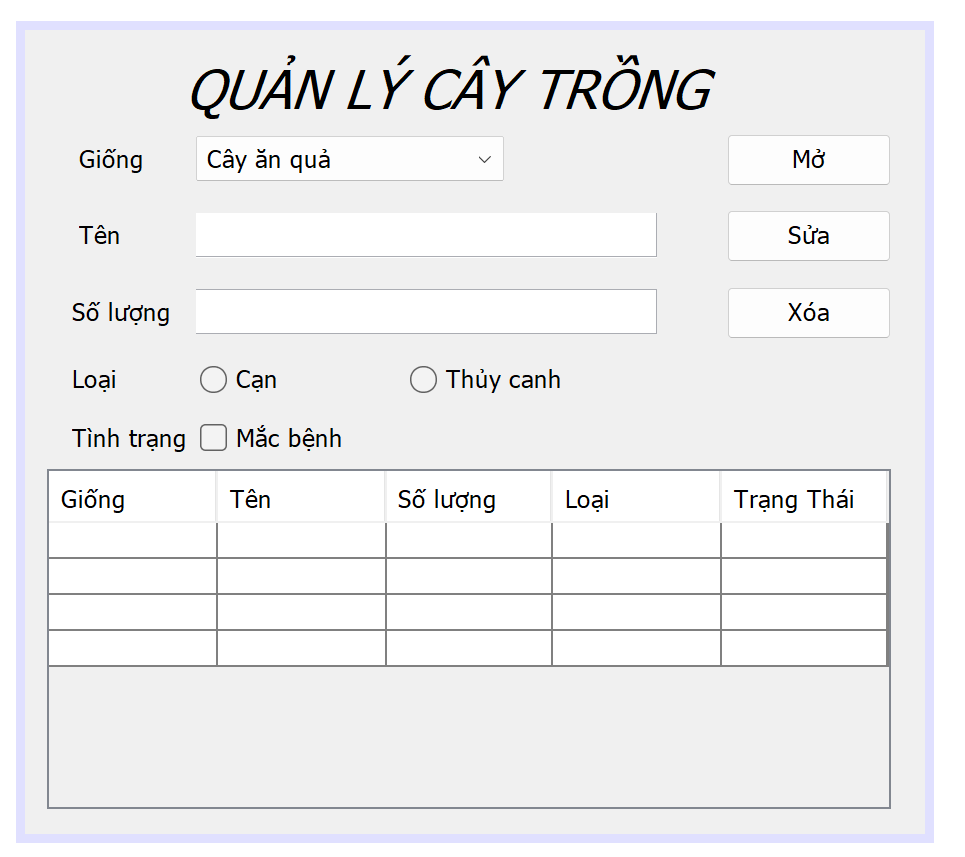 QUẢN LÝ CÂY TRỒNG
Giống Cây ăn quả Mở
Tên Sửa
Số lượng Xóa
Loại Cạn Thủy canh
Tình trạng Mắc bệnh
Giống Tên Số lượng Loại Trạng Thái